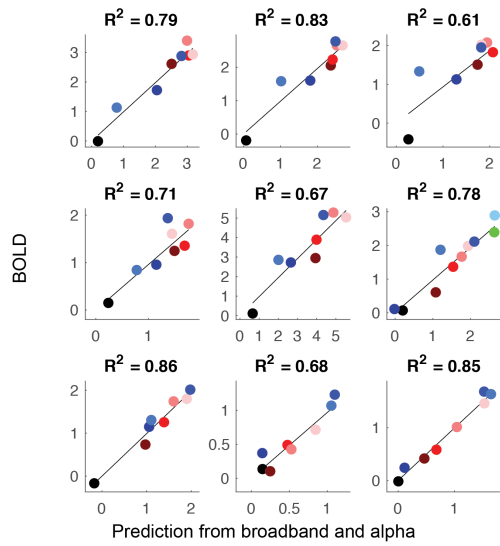 R² = 0.79 R² = 0.83 R² = 0.61
3 2 1 0
0 1 2 3
3 2 1 0
0 1 2
2 1 0
0 1 2
R² = 0.71 R² = 0.67 R² = 0.78
2 1 0
1
5 4 3 2 1 0
0 1 2 3 4 5
3 2 1 0
0 1 2
BOLD
R² = 0.86 R² = 0.68 R² = 0.85
2 1 0
0 1 2
1.0 0.5 0
0 0.5 1
1 0
0 1
Prediction from broadband and alpha